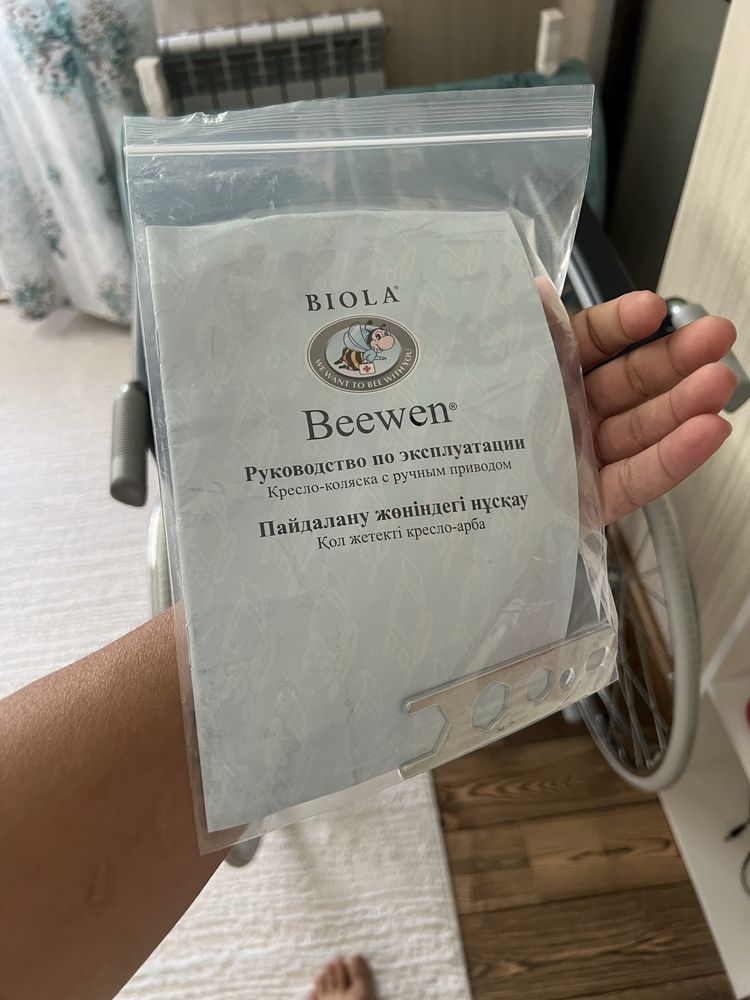 BIOLA®
WE WANT TO BEE WITH YOU
Beewen®
Руководство по эксплуатации
Кресло-коляска с ручным приводом
Пайдалану жөніндегі нұсқау
Қол жетекті кресло-арба